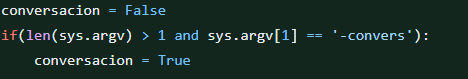 conversacion = False
if(len(sys.argv) > 1 and sys.argv[1] == '-convers'):
    conversacion = True